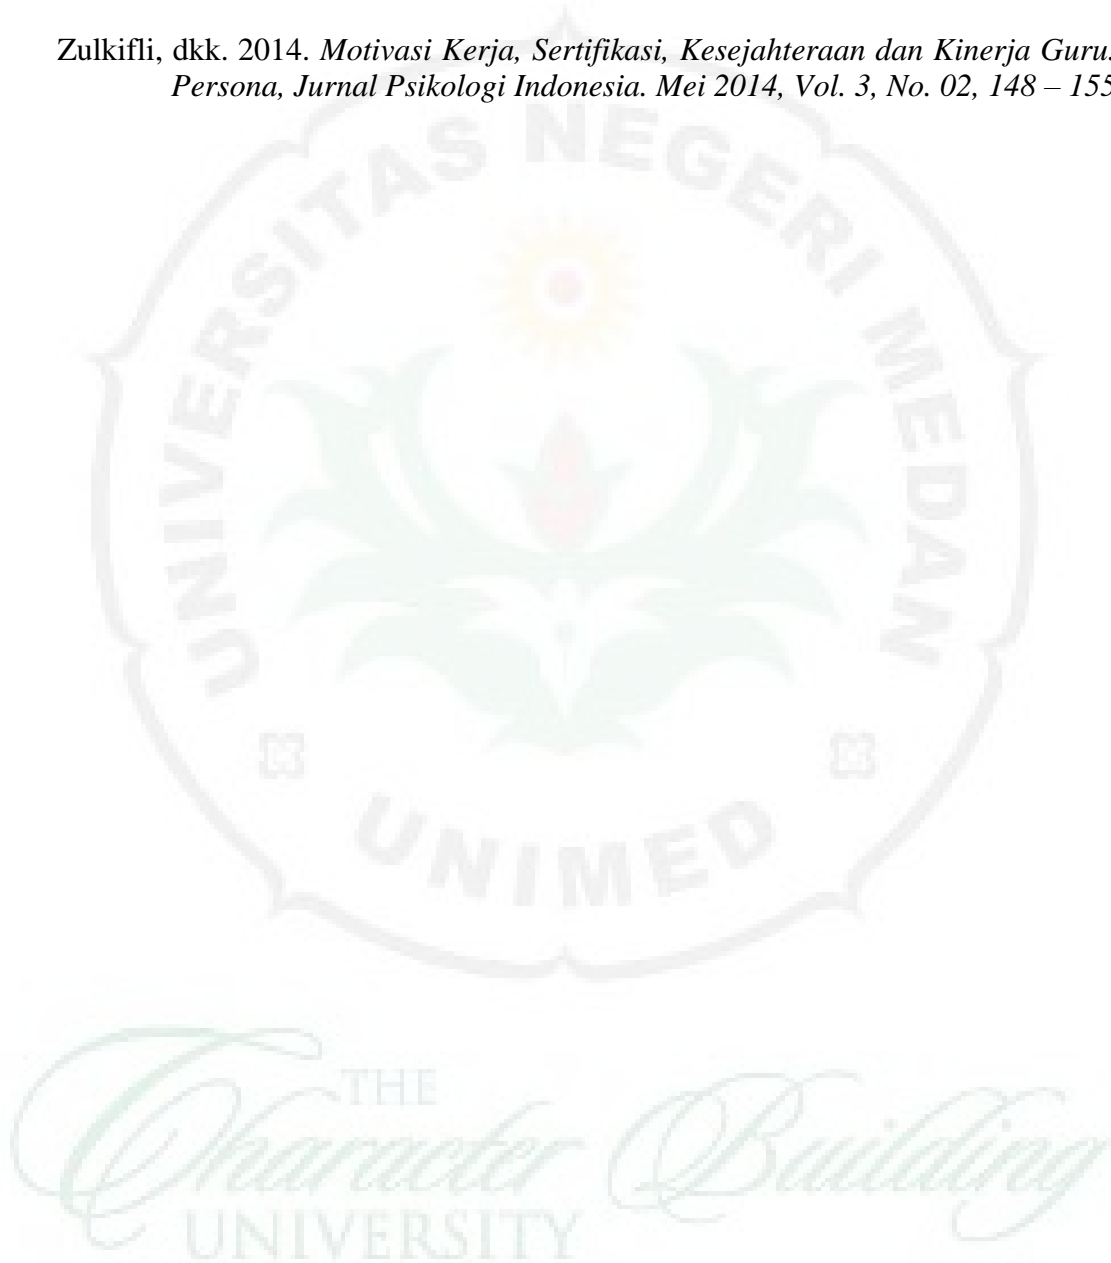 Zulkifli, dkk. 2014. Motivasi Kerja, Sertifikasi, Kesejahteraan dan Kinerja Guru.
Persona, Jurnal Psikologi Indonesia. Mei 2014, Vol. 3, No. 02, 148 – 155
UNIVERSITAS NEGERI MEDAN
UNIMED
THE
Character Building
UNIVERSITY